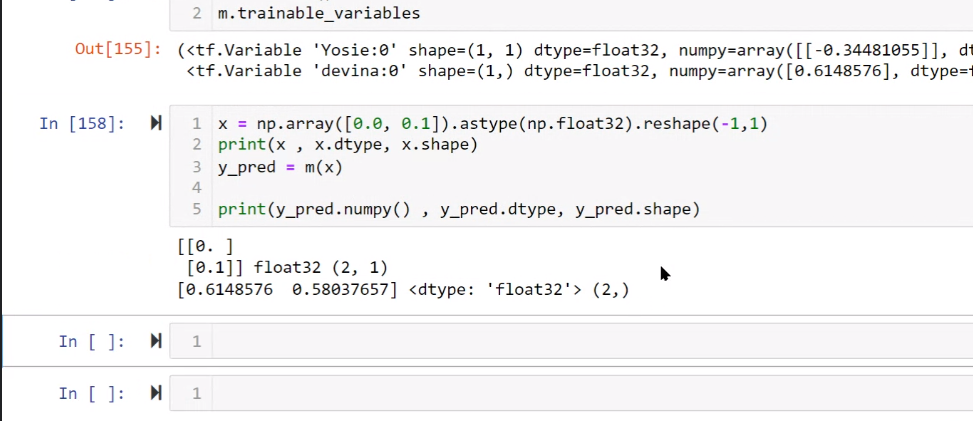 2 m.trainable_variables
Out[155]: (<tf.Variable 'Yosie:0' shape=(1, 1) dtype=float32, numpy=array([[-0.34481055]], dt
<tf.Variable 'devina:0' shape=(1,) dtype=float32, numpy=array([0.6148576], dtype=f
In [158]: 1 x = np.array([0.0, 0.1]).astype(np.float32).reshape(-1,1)
2 print(x , x.dtype, x.shape)
3 y_pred = m(x)
4
5 print(y_pred.numpy() , y_pred.dtype, y_pred.shape)
[[0. ]
[0.1]] float32 (2, 1)
[0.6148576  0.58037657] <dtype: 'float32'> (2,)
In [ ]: 1
In [ ]: 1